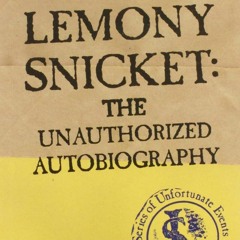 LEMONY
SNICKET:
THE
UNAUTHORIZED
AUTOBIOGRAPHY
Series of Unfortunate Events